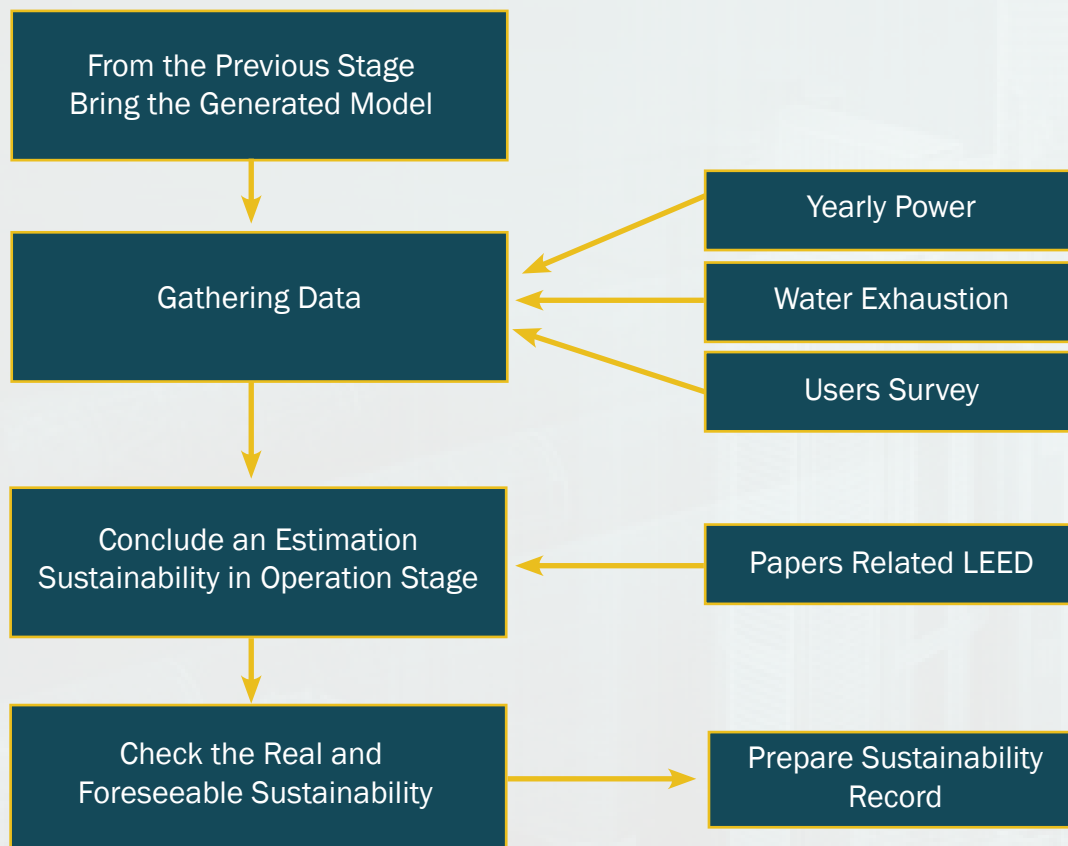 From the Previous Stage
Bring the Generated Model
Yearly Power
Gathering Data
Water Exhaustion
Users Survey
Conclude an Estimation
Sustainability in Operation Stage
Papers Related LEED
Check the Real and
Foreseeable Sustainability
Prepare Sustainability
Record